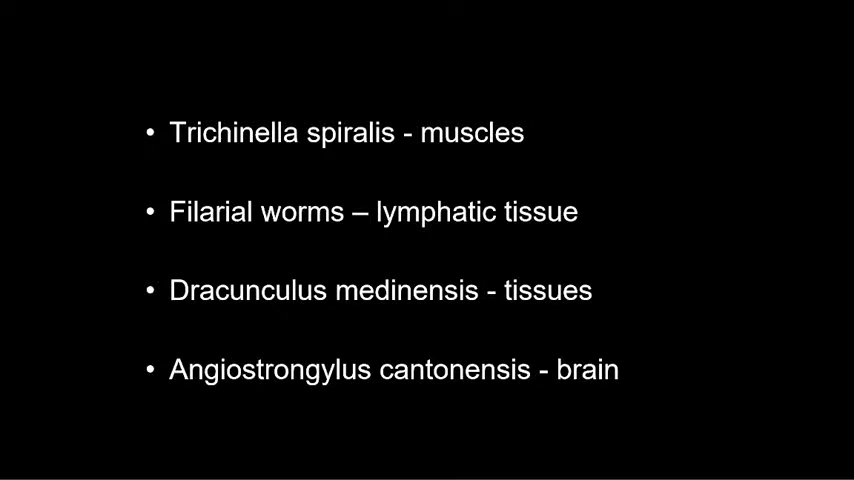 • Trichinella spiralis - muscles
• Filarial worms – lymphatic tissue
• Dracunculus medinensis - tissues
• Angiostrongylus cantonensis - brain